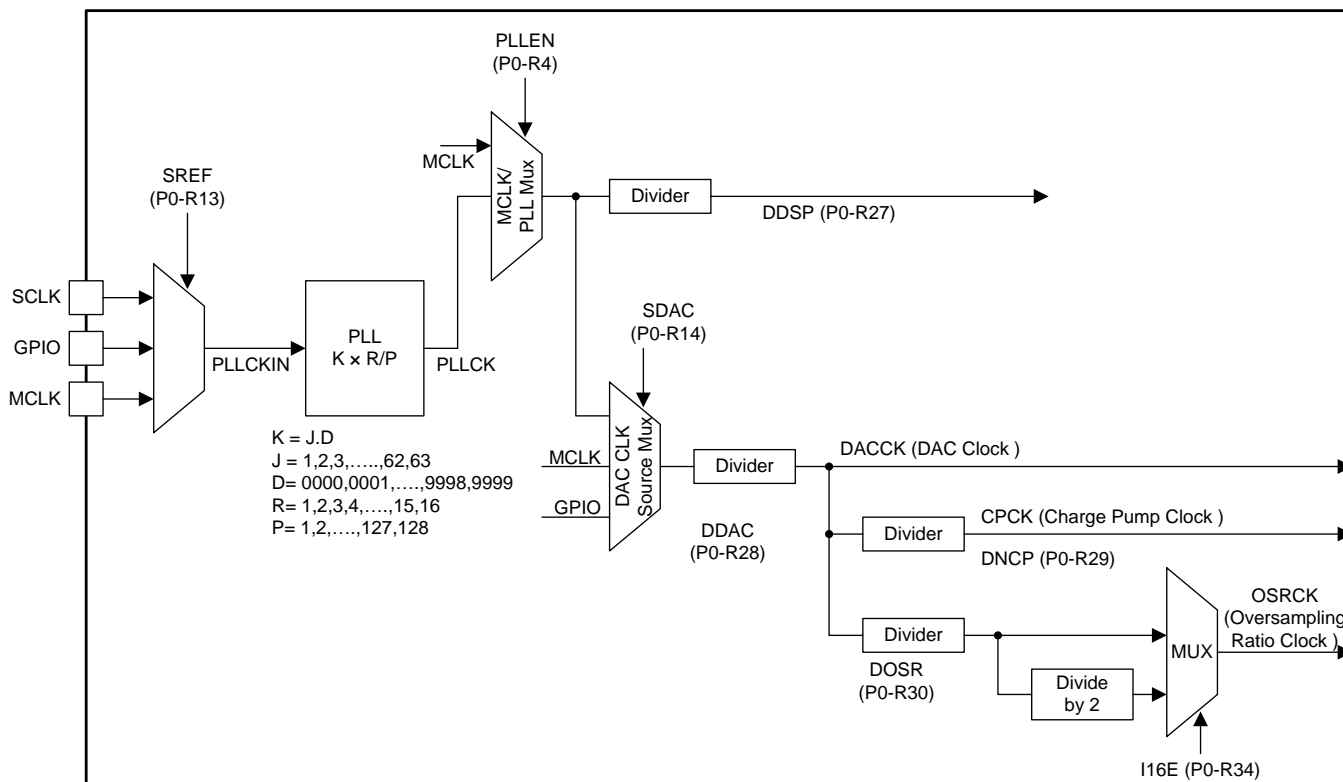 PLLEN
(P0-R4)
MCLK
MCLK/
PLL Mux
SREF
(P0-R13)
Divider
DDSP (P0-R27)
SCLK
GPIO
MCLK
PLLCKIN
PLL
K × R/P
PLLCK
SDAC
(P0-R14)
K = J.D
J = 1,2,3,.....,62,63
D= 0000,0001,....,9998,9999
R= 1,2,3,4,....,15,16
P= 1,2,....,127,128
MCLK
GPIO
DAC CLK
Source Mux
Divider
DDAC
(P0-R28)
DACCK (DAC Clock )
Divider
CPCK (Charge Pump Clock )
DNCP (P0-R29)
Divider
DOSR
(P0-R30)
Divide
by 2
MUX
OSRCK
(Oversampling
Ratio Clock )
I16E (P0-R34)